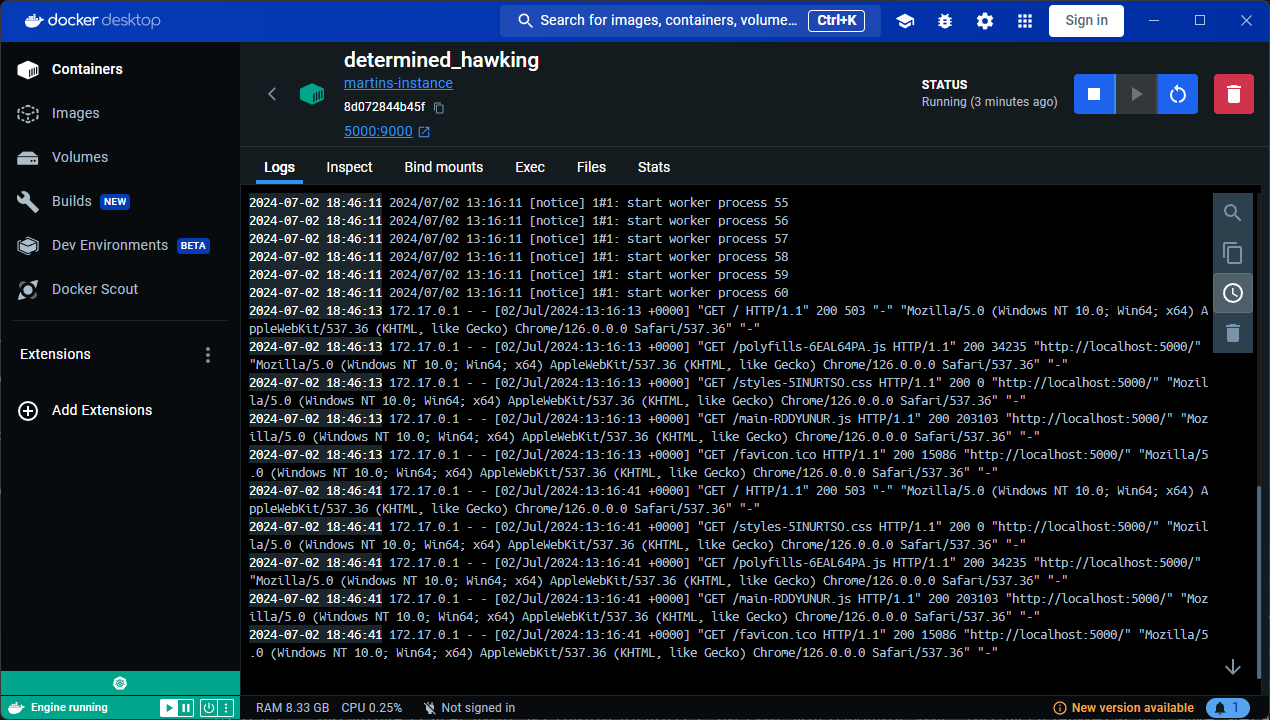 docker desktop
Search for images, containers, volume... Ctrl+K
Sign in
Containers
Images
Volumes
Builds NEW
Dev Environments BETA
Docker Scout
Extensions
Add Extensions
determined_hawking
martins-instance
8d072844b45f
5000:9000
STATUS
Running (3 minutes ago)
Logs Inspect Bind mounts Exec Files Stats
2024-07-02 18:46:11 2024/07/02 13:16:11 [notice] 1#1: start worker process 55
2024-07-02 18:46:11 2024/07/02 13:16:11 [notice] 1#1: start worker process 56
2024-07-02 18:46:11 2024/07/02 13:16:11 [notice] 1#1: start worker process 57
2024-07-02 18:46:11 2024/07/02 13:16:11 [notice] 1#1: start worker process 58
2024-07-02 18:46:11 2024/07/02 13:16:11 [notice] 1#1: start worker process 59
2024-07-02 18:46:11 2024/07/02 13:16:11 [notice] 1#1: start worker process 60
2024-07-02 18:46:13 172.17.0.1 - - [02/Jul/2024:13:16:13 +0000] "GET / HTTP/1.1" 200 503 "-" "Mozilla/5.0 (Windows NT 10.0; Win64; x64) A
ppleWebKit/537.36 (KHTML, like Gecko) Chrome/126.0.0.0 Safari/537.36" "-"
2024-07-02 18:46:13 172.17.0.1 - - [02/Jul/2024:13:16:13 +0000] "GET /polyfills-6EAL64PA.js HTTP/1.1" 200 34235 "http://localhost:5000/"
"Mozilla/5.0 (Windows NT 10.0; Win64; x64) AppleWebKit/537.36 (KHTML, like Gecko) Chrome/126.0.0.0 Safari/537.36" "-"
2024-07-02 18:46:13 172.17.0.1 - - [02/Jul/2024:13:16:13 +0000] "GET /styles-5INURTSO.css HTTP/1.1" 200 0 "http://localhost:5000/" "Mozil
la/5.0 (Windows NT 10.0; Win64; x64) AppleWebKit/537.36 (KHTML, like Gecko) Chrome/126.0.0.0 Safari/537.36" "-"
2024-07-02 18:46:13 172.17.0.1 - - [02/Jul/2024:13:16:13 +0000] "GET /main-RDDYUNUR.js HTTP/1.1" 200 203103 "http://localhost:5000/" "Moz
illa/5.0 (Windows NT 10.0; Win64; x64) AppleWebKit/537.36 (KHTML, like Gecko) Chrome/126.0.0.0 Safari/537.36" "-"
2024-07-02 18:46:13 172.17.0.1 - - [02/Jul/2024:13:16:13 +0000] "GET /favicon.ico HTTP/1.1" 200 15086 "http://localhost:5000/" "Mozilla/5
.0 (Windows NT 10.0; Win64; x64) AppleWebKit/537.36 (KHTML, like Gecko) Chrome/126.0.0.0 Safari/537.36" "-"
2024-07-02 18:46:41 172.17.0.1 - - [02/Jul/2024:13:16:41 +0000] "GET / HTTP/1.1" 200 503 "-" "Mozilla/5.0 (Windows NT 10.0; Win64; x64) A
ppleWebKit/537.36 (KHTML, like Gecko) Chrome/126.0.0.0 Safari/537.36" "-"
2024-07-02 18:46:41 172.17.0.1 - - [02/Jul/2024:13:16:41 +0000] "GET /styles-5INURTSO.css HTTP/1.1" 200 0 "http://localhost:5000/" "Mozil
la/5.0 (Windows NT 10.0; Win64; x64) AppleWebKit/537.36 (KHTML, like Gecko) Chrome/126.0.0.0 Safari/537.36" "-"
2024-07-02 18:46:41 172.17.0.1 - - [02/Jul/2024:13:16:41 +0000] "GET /polyfills-6EAL64PA.js HTTP/1.1" 200 34235 "http://localhost:5000/"
"Mozilla/5.0 (Windows NT 10.0; Win64; x64) AppleWebKit/537.36 (KHTML, like Gecko) Chrome/126.0.0.0 Safari/537.36" "-"
2024-07-02 18:46:41 172.17.0.1 - - [02/Jul/2024:13:16:41 +0000] "GET /main-RDDYUNUR.js HTTP/1.1" 200 203103 "http://localhost:5000/" "Moz
illa/5.0 (Windows NT 10.0; Win64; x64) AppleWebKit/537.36 (KHTML, like Gecko) Chrome/126.0.0.0 Safari/537.36" "-"
2024-07-02 18:46:41 172.17.0.1 - - [02/Jul/2024:13:16:41 +0000] "GET /favicon.ico HTTP/1.1" 200 15086 "http://localhost:5000/" "Mozilla/5
.0 (Windows NT 10.0; Win64; x64) AppleWebKit/537.36 (KHTML, like Gecko) Chrome/126.0.0.0 Safari/537.36" "-"
Engine running
RAM 8.33 GB CPU 0.25% Not signed in
New version available 1